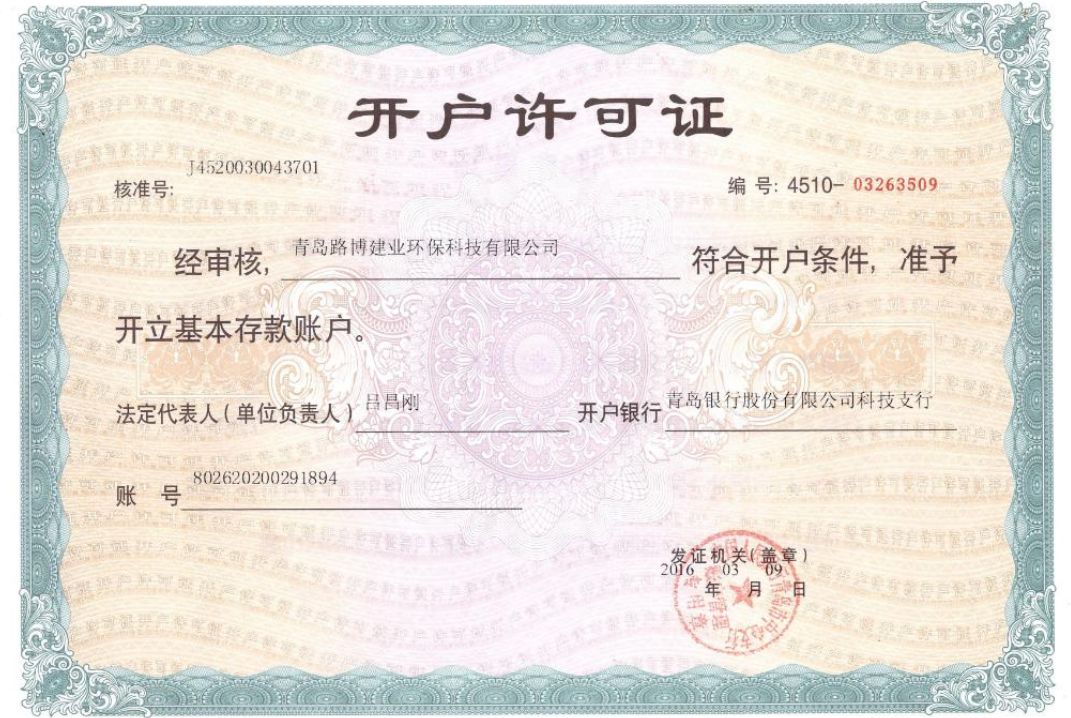 开户许可证
J4520030043701
核准号:
编 号: 4510- 03263509
经审核, 青岛路博建业环保科技有限公司 符合开户条件, 准予
开立基本存款账户。
法定代表人(单位负责人) 吕昌刚 开户银行 青岛银行股份有限公司科技支行
账 号 802620200291894
发证机关(盖章)
2016 03 09
年 月 日